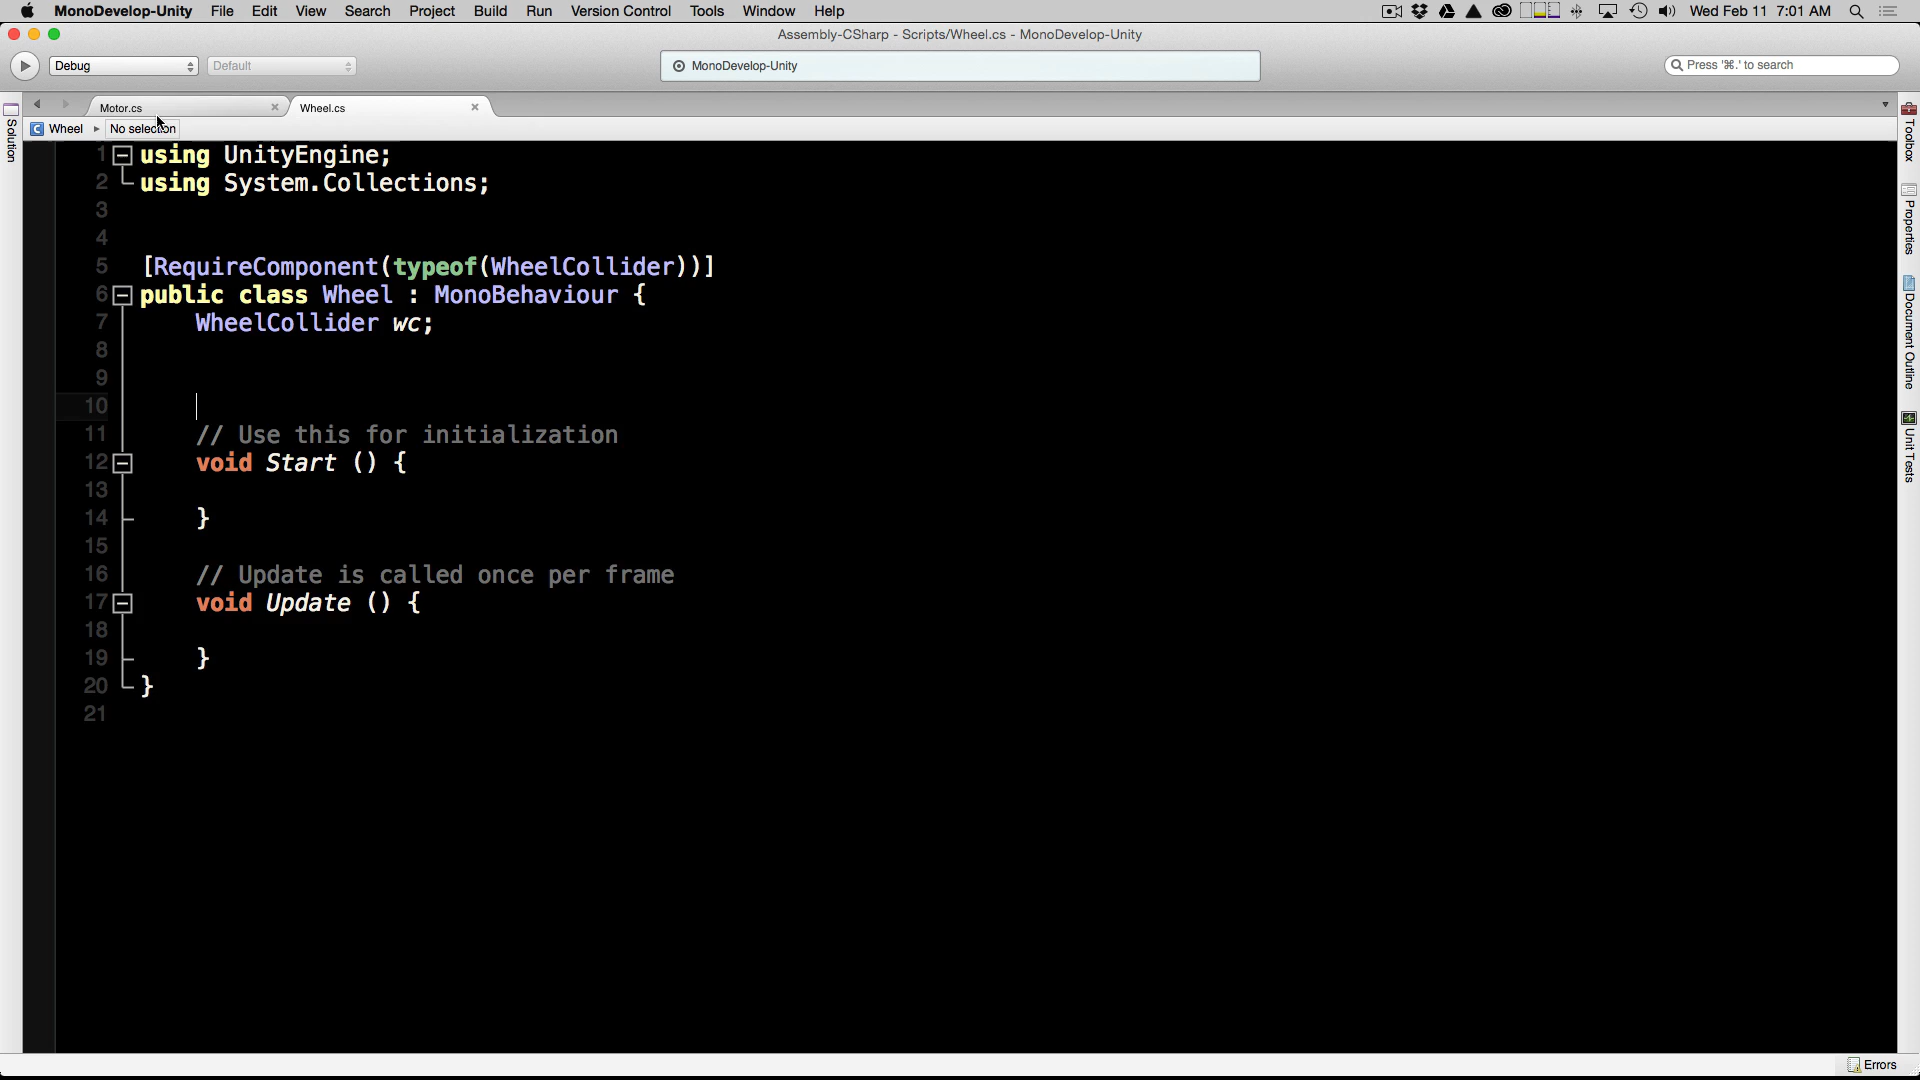 MonoDevelop-Unity File Edit View Search Project Build Run Version Control Tools Window Help Wed Feb 11 7:01 AM
Assembly-CSharp - Scripts/Wheel.cs - MonoDevelop-Unity
Debug Default MonoDevelop-Unity Press '⌘.' to search
Motor.cs Wheel.cs
Wheel No selection
Solution
1 using UnityEngine;
2 using System.Collections;
3
4
5 [RequireComponent(typeof(WheelCollider))]
6 public class Wheel : MonoBehaviour {
7 WheelCollider wc;
8
9
10
11 // Use this for initialization
12 void Start () {
13
14 }
15
16 // Update is called once per frame
17 void Update () {
18
19 }
20 }
21
Toolbox
Properties
Document Outline
Unit Tests
Errors